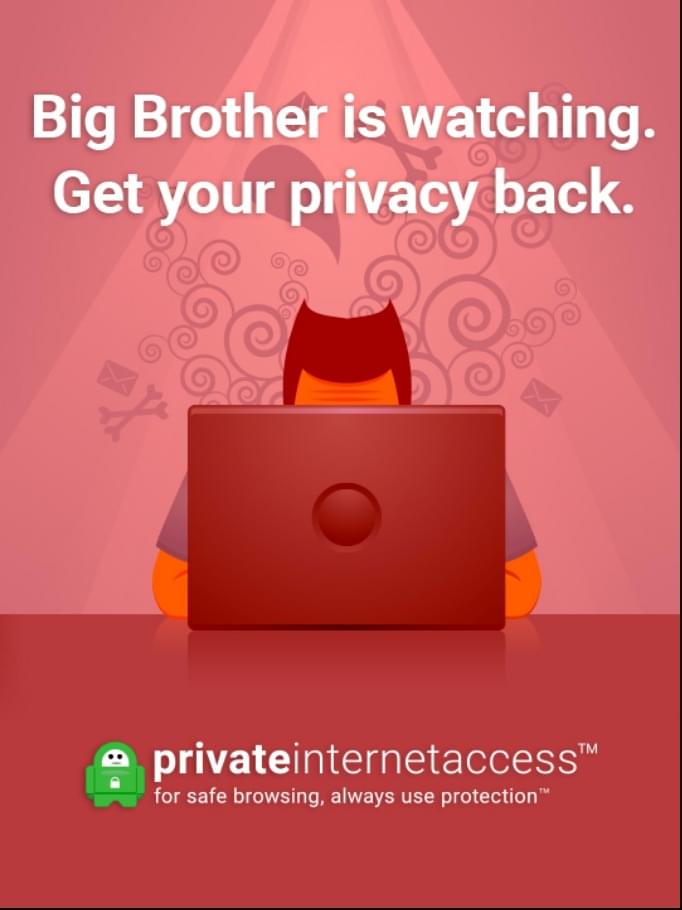 Big Brother is watching.
Get your privacy back.
privateinternetaccess™
for safe browsing, always use protection™